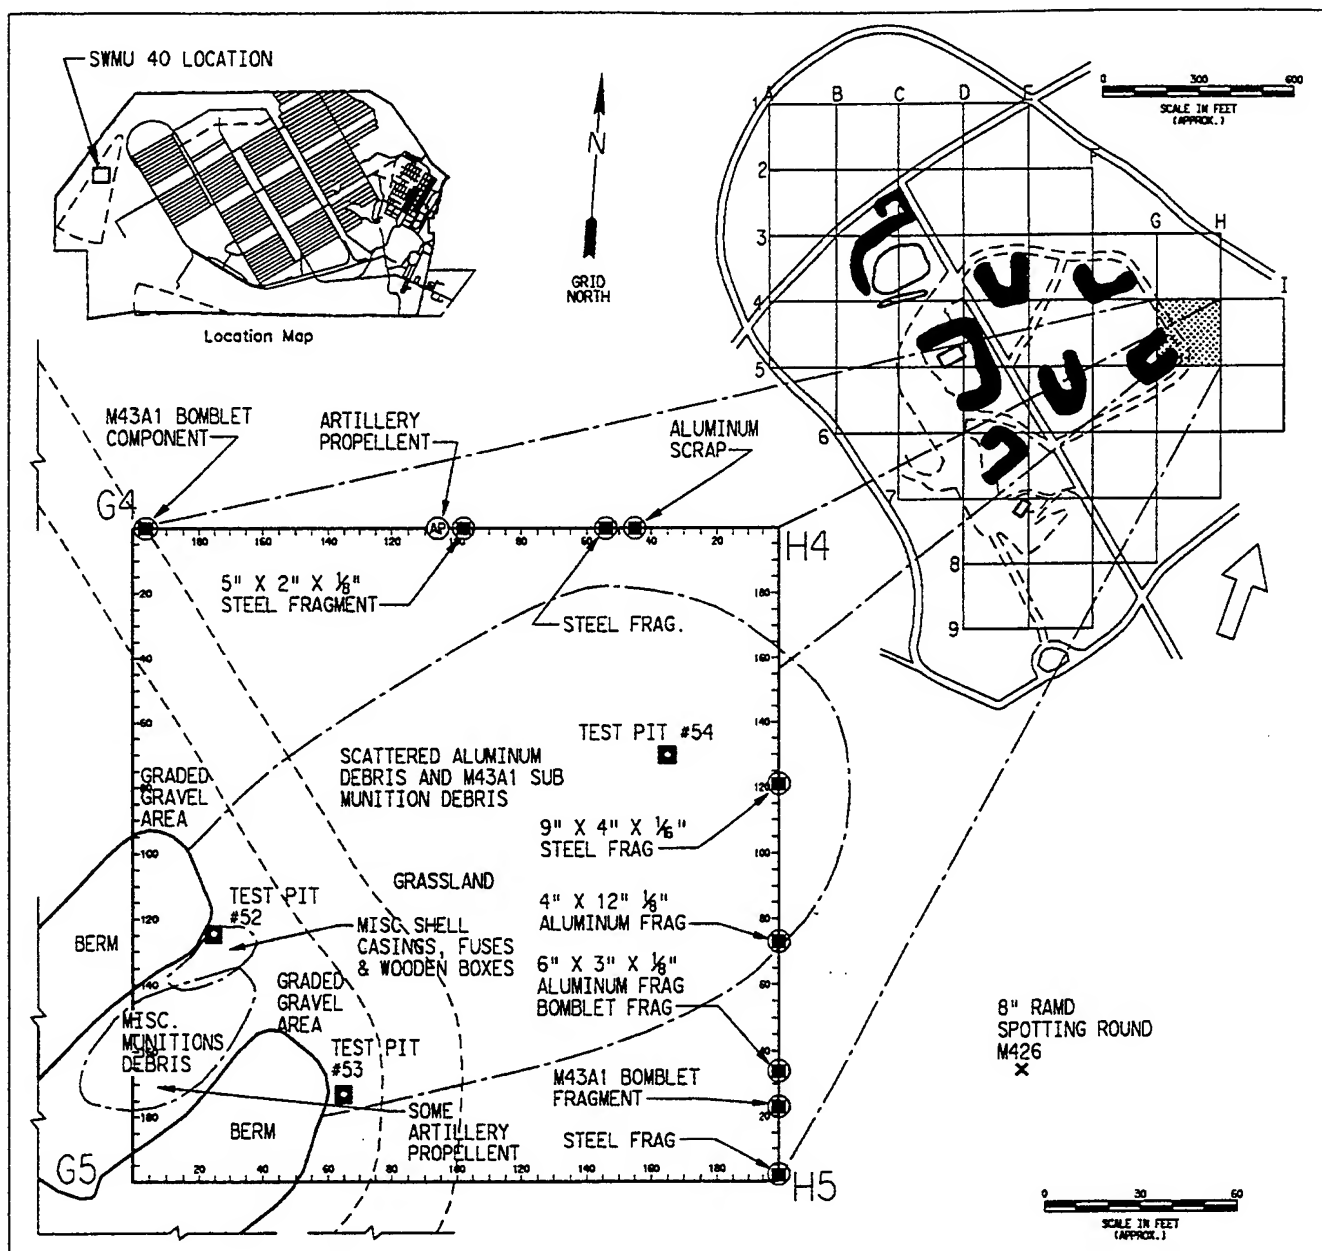 SWMU 40 LOCATION
Location Map
N
GRID
NORTH
0 300 600
SCALE IN FEET
(APPROX.)
A
B
C
D
E
F
G
H
I
1
2
3
4
5
6
7
8
9
M43A1 BOMBLET
COMPONENT
ARTILLERY
PROPELLENT
ALUMINUM
SCRAP
G4
AP
H4
180 160 140 120 100 80 60 40 20
5" X 2" X ⅛"
STEEL FRAGMENT
STEEL FRAG.
20
40
60
80
100
120
140
160
180
180
160
140
120
100
80
60
40
20
TEST PIT #54
SCATTERED ALUMINUM
DEBRIS AND M43A1 SUB
MUNITION DEBRIS
GRADED
GRAVEL
AREA
9" X 4" X 1/16"
STEEL FRAG
GRASSLAND
4" X 12" ⅛"
ALUMINUM FRAG
TEST PIT
#52
BERM
MISC SHELL
CASINGS, FUSES
& WOODEN BOXES
6" X 3" X ⅛"
ALUMINUM FRAG
BOMBLET FRAG
GRADED
GRAVEL
AREA
8" RAMD
SPOTTING ROUND
M426
MISC.
MUNITIONS
DEBRIS
TEST PIT
#53
M43A1 BOMBLET
FRAGMENT
SOME
ARTILLERY
PROPELLENT
BERM
STEEL FRAG
G5
20 40 60 80 100 120 140 160 180
H5
0 30 60
SCALE IN FEET
(APPROX.)